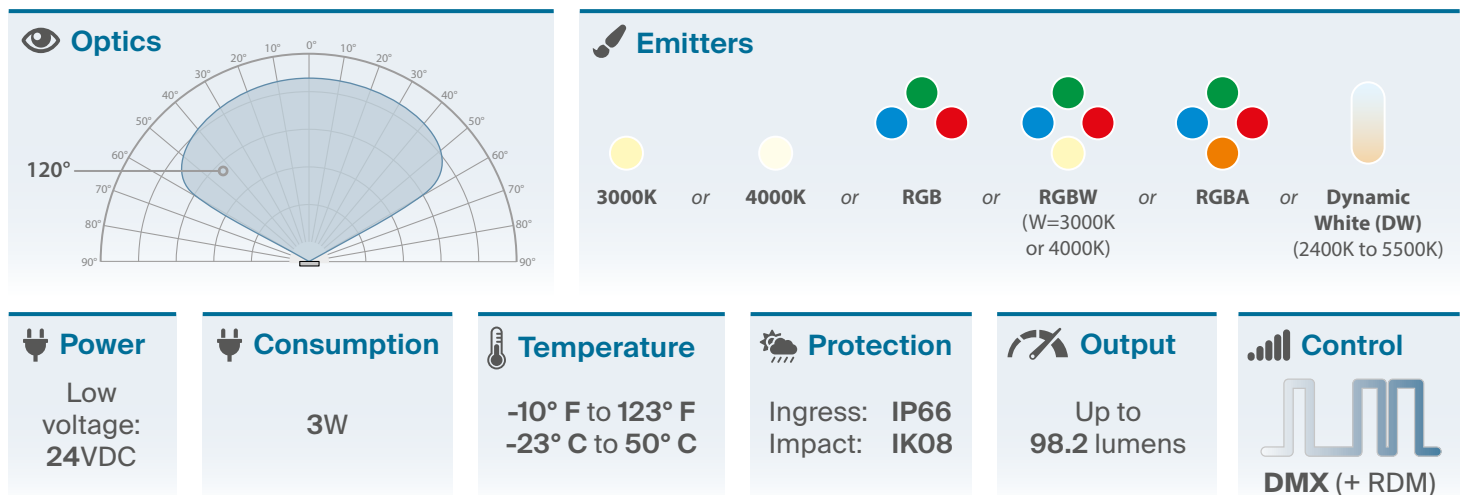 Optics
0°
10° 10°
20° 20°
30° 30°
40° 40°
50° 50°
60° 60°
120°
70° 70°
80° 80°
90° 90°
Emitters
3000K or 4000K or RGB or RGBW or RGBA or Dynamic
White (DW)
(W=3000K
or 4000K)
(2400K to 5500K)
Power
Low
voltage:
24VDC
Consumption
3W
Temperature
-10° F to 123° F
-23° C to 50° C
Protection
Ingress: IP66
Impact: IK08
Output
Up to
98.2 lumens
Control
DMX (+ RDM)